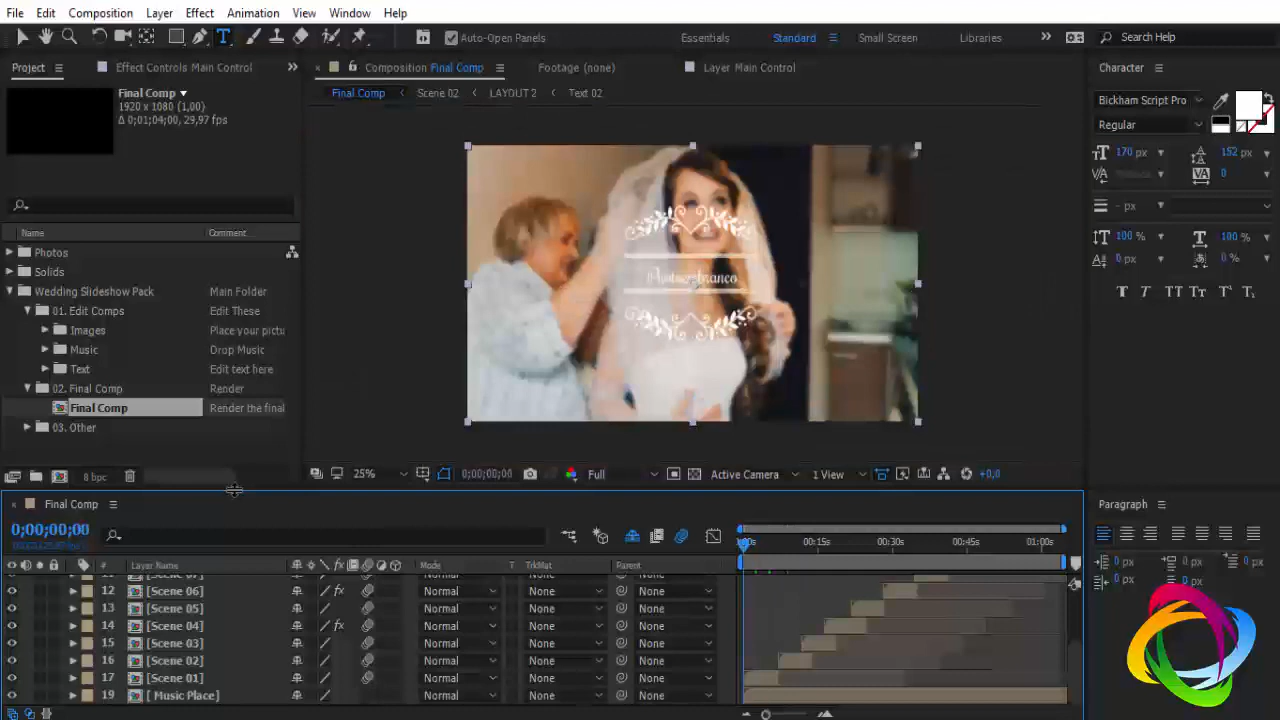 File Edit Composition Layer Effect Animation View Window Help
Auto-Open Panels Essentials Standard Small Screen Libraries Search Help
Project Effect Controls Main Control Composition Final Comp Footage (none) Layer Main Control Character
Final Comp 1920 x 1080 (1,00) Δ 0;01;04;00, 29,97 fps
Final Comp Scene 02 LAYOUT 2 Text 02
Bickham Script Pro
Regular
170 px 152 px
0
- px
100 % 100 %
0 px 0 %
T T TT Tr T¹ T₁
Name Comment
Photos
Solids
Wedding Slideshow Pack Main Folder
01. Edit Comps Edit These
Images Place your pictu
Music Drop Music
Text Edit text here
02. Final Comp Render
Final Comp Render the final
03. Other
8 bpc
25% 0;00;00;00 Full Active Camera 1 View +0,0
Final Comp
Paragraph
0;00;00;00
00:15s 00:30s 00:45s 01:00s
# Layer Name Mode T TrkMat Parent
0 px 0 px 0 px
0 px 0 px
12 [Scene 06] Normal None None
13 [Scene 05] Normal None None
14 [Scene 04] Normal None None
15 [Scene 03] Normal None None
16 [Scene 02] Normal None None
17 [Scene 01] Normal None None
19 [ Music Place] Normal None None